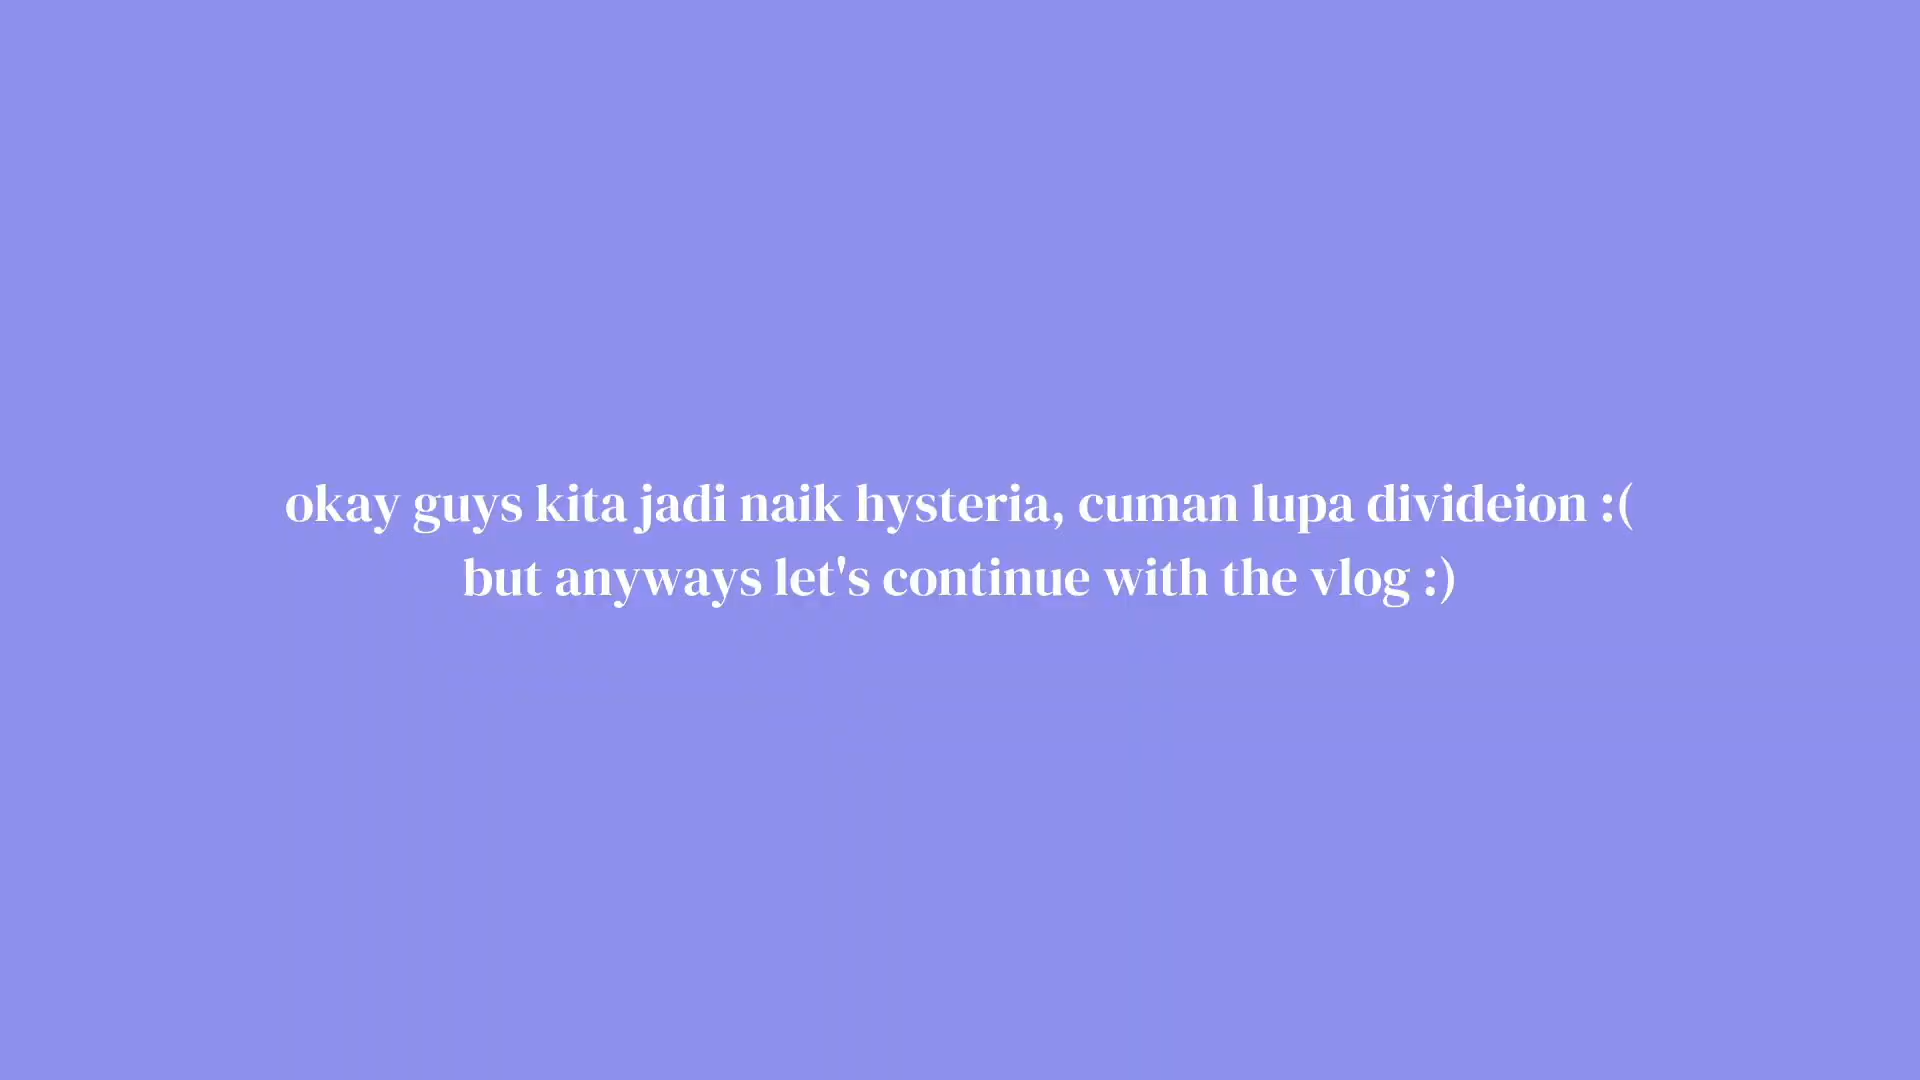 okay guys kita jadi naik hysteria, cuman lupa divideion :(
but anyways let's continue with the vlog :)